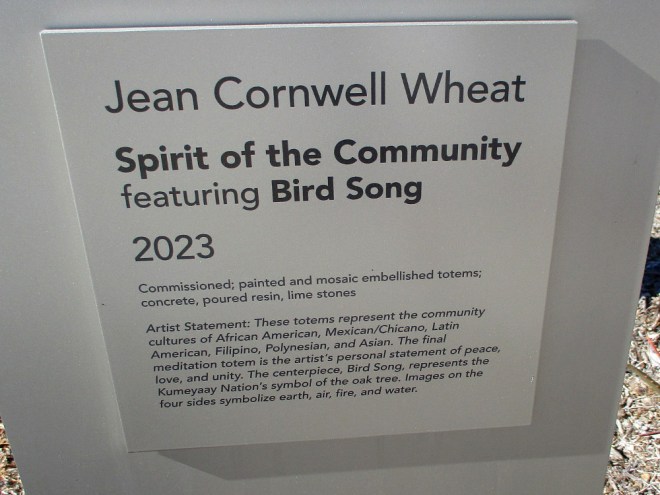 Jean Cornwell Wheat
Spirit of the Community
featuring Bird Song
2023
Commissioned; painted and mosaic embellished totems;
concrete, poured resin, lime stones
Artist Statement: These totems represent the community
cultures of African American, Mexican/Chicano, Latin
American, Filipino, Polynesian, and Asian. The final
meditation totem is the artist's personal statement of peace,
love, and unity. The centerpiece, Bird Song, represents the
Kumeyaay Nation's symbol of the oak tree. Images on the
four sides symbolize earth, air, fire, and water.